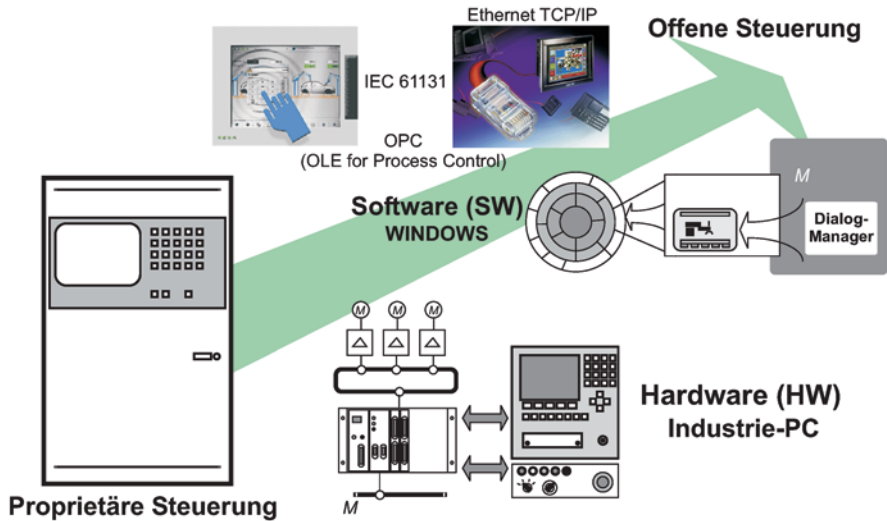 Ethernet TCP/IP
Offene Steuerung
IEC 61131
OPC
(OLE for Process Control)
Software (SW)
WINDOWS
M
Dialog-
Manager
M
M
M
Hardware (HW)
Industrie-PC
M
Proprietäre Steuerung